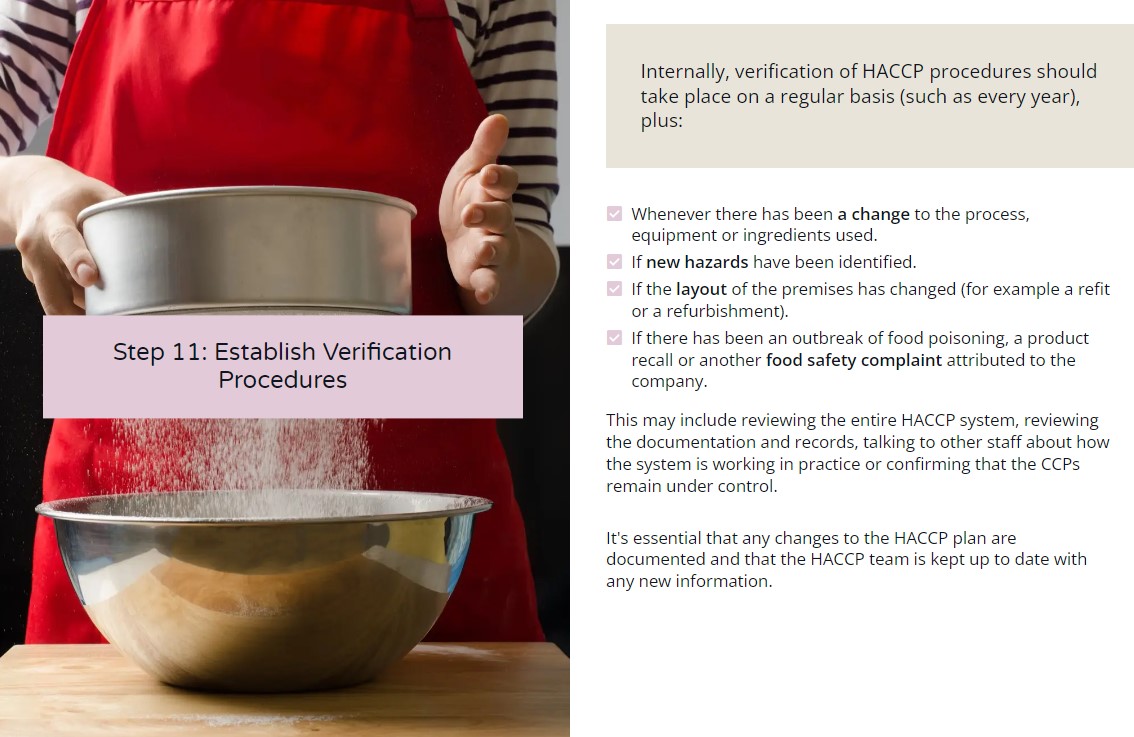 Step 11: Establish Verification
Procedures
Internally, verification of HACCP procedures should
take place on a regular basis (such as every year),
plus:
Whenever there has been a change to the process,
equipment or ingredients used.
If new hazards have been identified.
If the layout of the premises has changed (for example a refit
or a refurbishment).
If there has been an outbreak of food poisoning, a product
recall or another food safety complaint attributed to the
company.
This may include reviewing the entire HACCP system, reviewing
the documentation and records, talking to other staff about how
the system is working in practice or confirming that the CCPs
remain under control.
It's essential that any changes to the HACCP plan are
documented and that the HACCP team is kept up to date with
any new information.